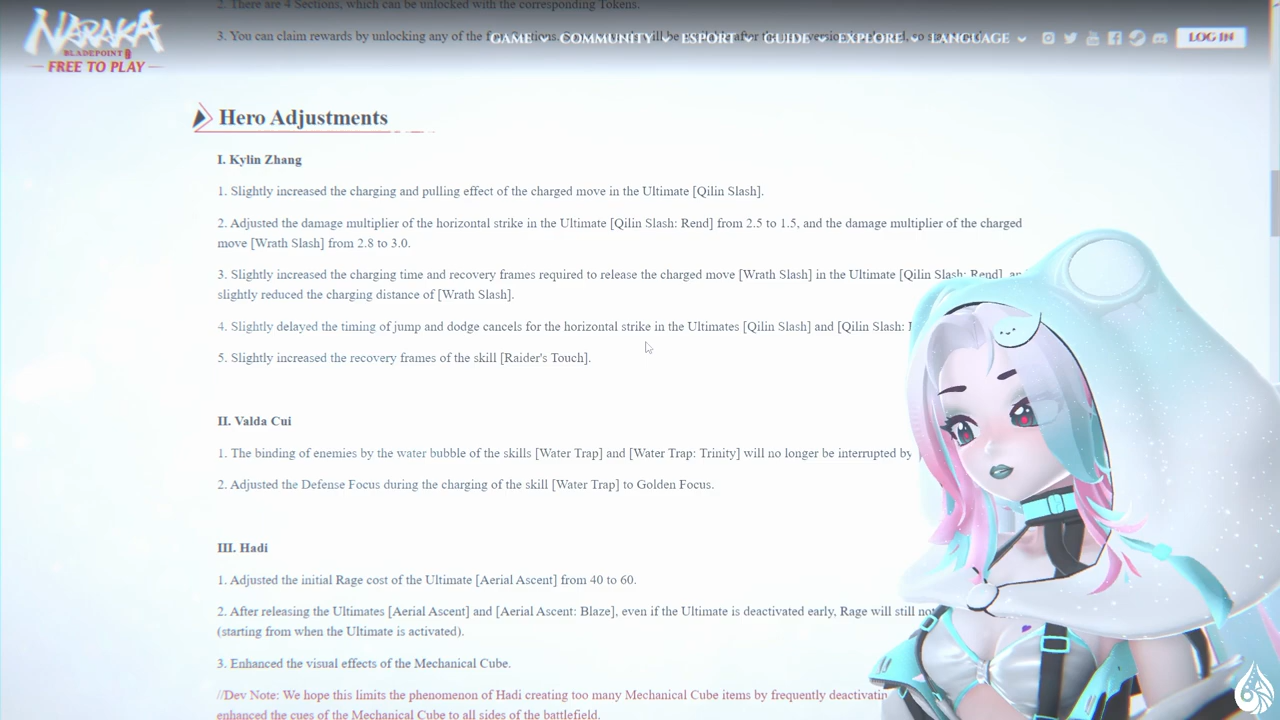 2. There are 4 Sections, which can be unlocked with the corresponding Tokens.
3. You can claim rewards by unlocking any of the
NARAKA
BLADEPOINT
FREE TO PLAY
GAME COMMUNITY ESPORT GUIDE EXPLORE LANGUAGE LOG IN
Hero Adjustments
I. Kylin Zhang
1. Slightly increased the charging and pulling effect of the charged move in the Ultimate [Qilin Slash].
2. Adjusted the damage multiplier of the horizontal strike in the Ultimate [Qilin Slash: Rend] from 2.5 to 1.5, and the damage multiplier of the charged
move [Wrath Slash] from 2.8 to 3.0.
3. Slightly increased the charging time and recovery frames required to release the charged move [Wrath Slash] in the Ultimate [Qilin Slash: Rend],
slightly reduced the charging distance of [Wrath Slash].
4. Slightly delayed the timing of jump and dodge cancels for the horizontal strike in the Ultimates [Qilin Slash] and [Qilin Slash:
5. Slightly increased the recovery frames of the skill [Raider's Touch].
II. Valda Cui
1. The binding of enemies by the water bubble of the skills [Water Trap] and [Water Trap: Trinity] will no longer be interrupted by
2. Adjusted the Defense Focus during the charging of the skill [Water Trap] to Golden Focus.
III. Hadi
1. Adjusted the initial Rage cost of the Ultimate [Aerial Ascent] from 40 to 60.
2. After releasing the Ultimates [Aerial Ascent] and [Aerial Ascent: Blaze], even if the Ultimate is deactivated early, Rage will still not
(starting from when the Ultimate is activated).
3. Enhanced the visual effects of the Mechanical Cube.
//Dev Note: We hope this limits the phenomenon of Hadi creating too many Mechanical Cube items by frequently
enhanced the cues of the Mechanical Cube to all sides of the battlefield.